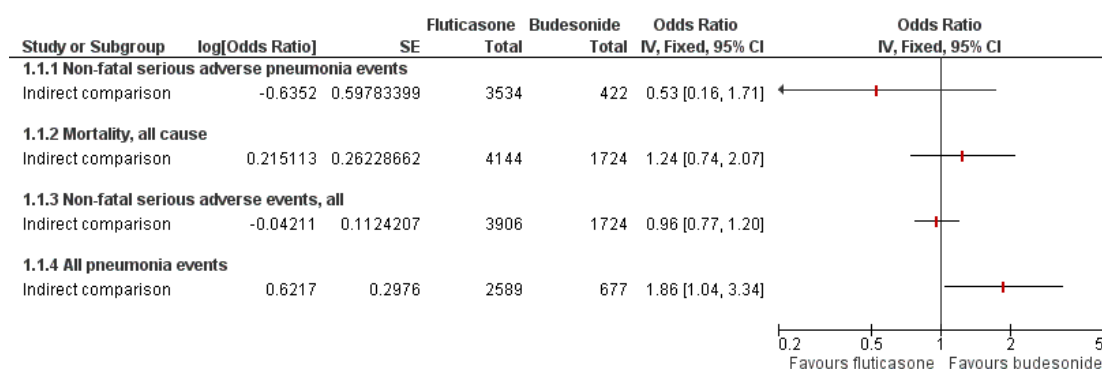 Fluticasone Budesonide Odds Ratio Odds Ratio
Study or Subgroup log[Odds Ratio] SE Total Total IV, Fixed, 95% CI IV, Fixed, 95% CI
1.1.1 Non-fatal serious adverse pneumonia events
Indirect comparison -0.6352 0.59783399 3534 422 0.53 [0.16, 1.71]
1.1.2 Mortality, all cause
Indirect comparison 0.215113 0.26228662 4144 1724 1.24 [0.74, 2.07]
1.1.3 Non-fatal serious adverse events, all
Indirect comparison -0.04211 0.1124207 3906 1724 0.96 [0.77, 1.20]
1.1.4 All pneumonia events
Indirect comparison 0.6217 0.2976 2589 677 1.86 [1.04, 3.34]
0.2 0.5 1 2 5
Favours fluticasone Favours budesonide